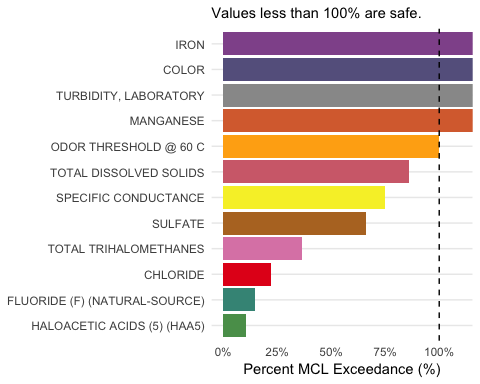 Values less than 100% are safe.
IRON
COLOR
TURBIDITY, LABORATORY
MANGANESE
ODOR THRESHOLD @ 60 C
TOTAL DISSOLVED SOLIDS
SPECIFIC CONDUCTANCE
SULFATE
TOTAL TRIHALOMETHANES
CHLORIDE
FLUORIDE (F) (NATURAL-SOURCE)
HALOACETIC ACIDS (5) (HAA5)
0% 25% 50% 75% 100%
Percent MCL Exceedance (%)